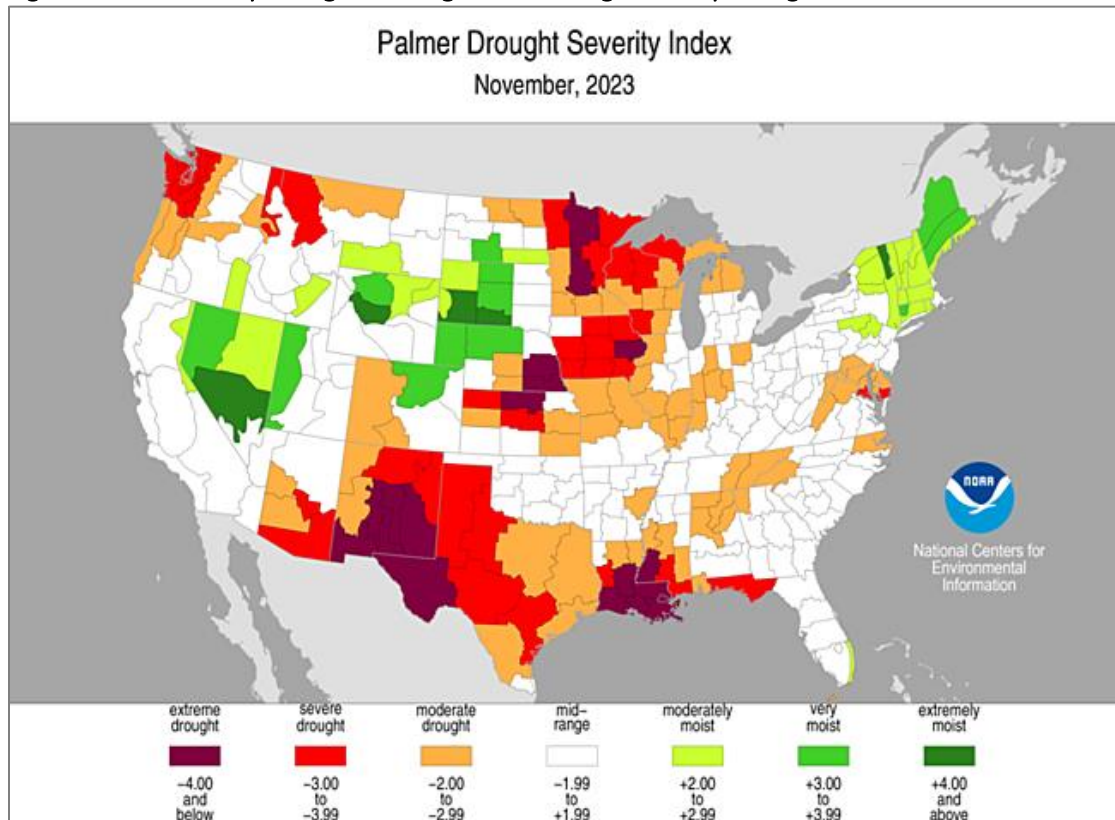 Palmer Drought Severity Index
November, 2023
NOAA
National Centers for
Environmental
Information
extreme drought
severe drought
moderate drought
mid-range
moderately moist
very moist
extremely moist
-4.00 and below
-3.00 to -3.99
-2.00 to -2.99
-1.99 to +1.99
+2.00 to +2.99
+3.00 to +3.99
+4.00 and above